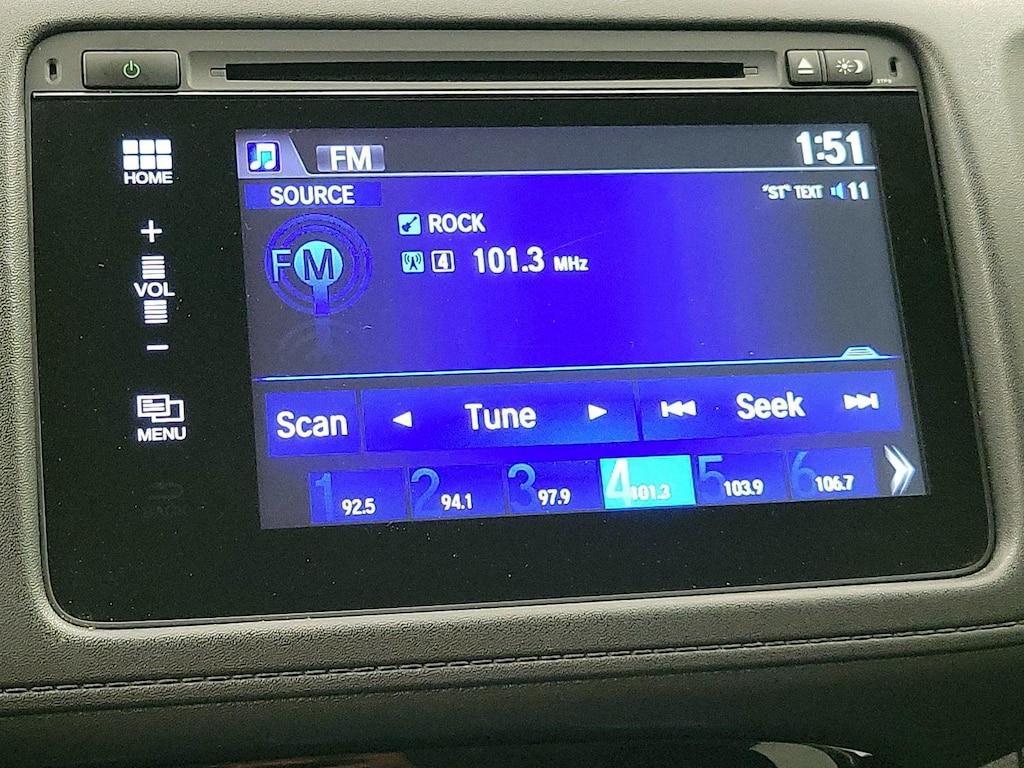 HOME
+
VOL
−
MENU
FM
1:51
SOURCE
"ST" TEXT 11
ROCK
FM
4 101.3 MHz
Scan
Tune
Seek
1 92.5
2 94.1
3 97.9
4 101.3
5 103.9
6 106.7